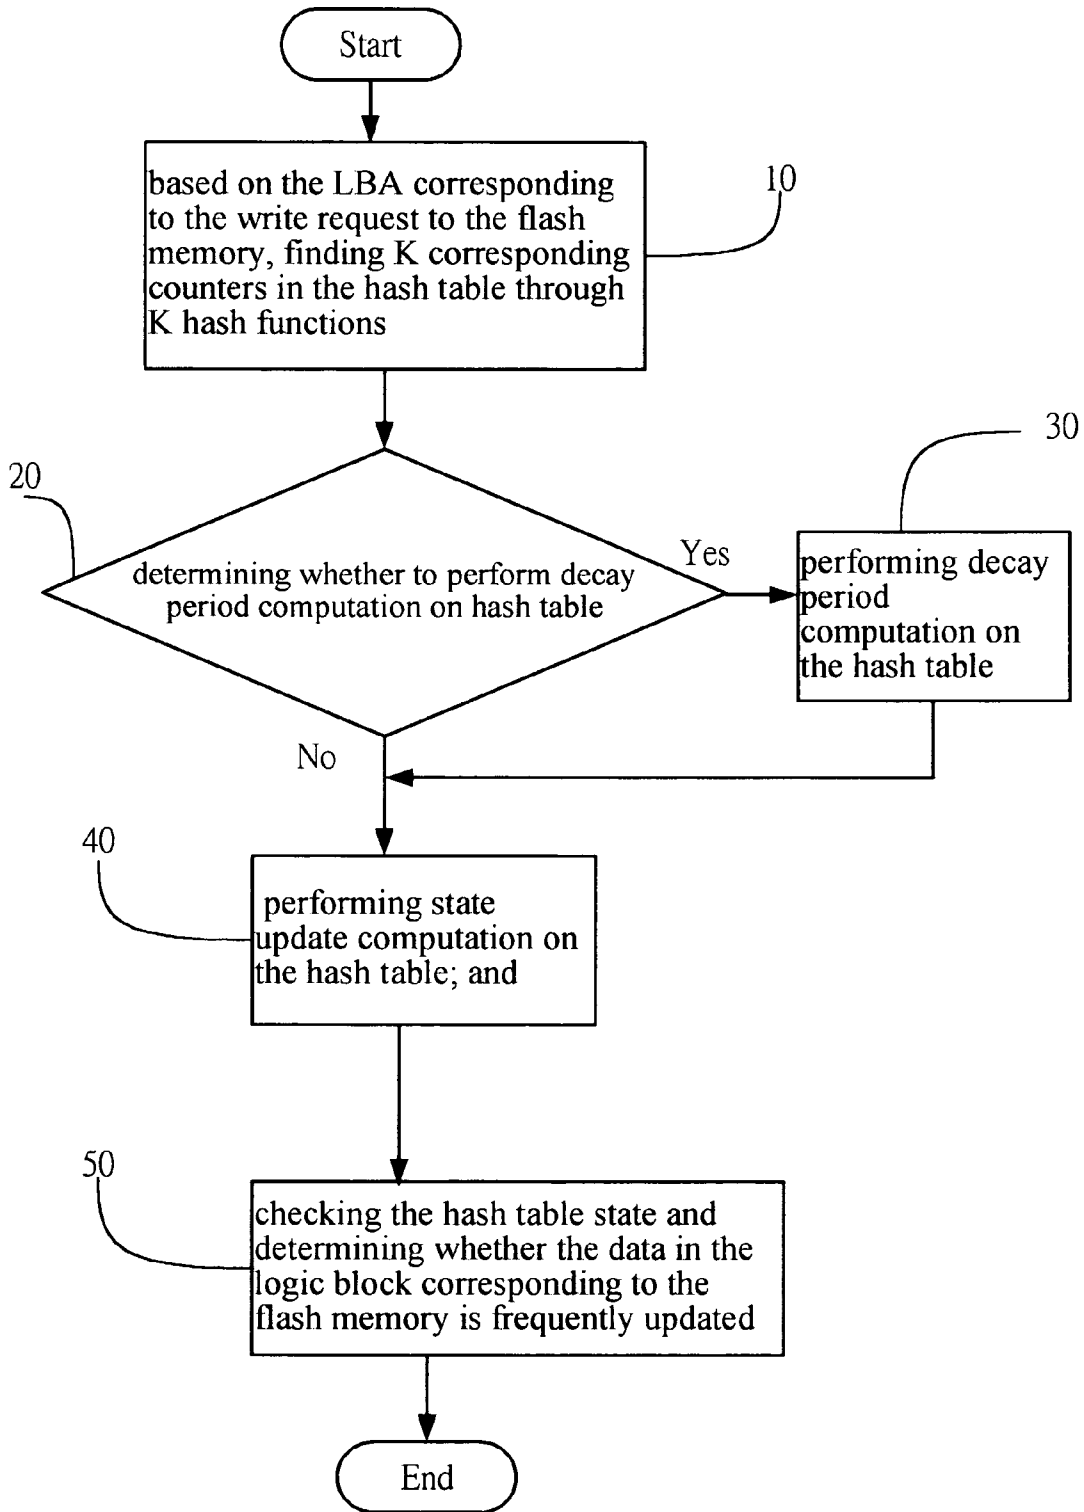 Start
based on the LBA corresponding
to the write request to the flash
memory, finding K corresponding
counters in the hash table through
K hash functions
10
20
determining whether to perform decay
period computation on hash table
Yes
30
performing decay
period
computation on
the hash table
No
40
performing state
update computation on
the hash table; and
50
checking the hash table state and
determining whether the data in the
logic block corresponding to the
flash memory is frequently updated
End